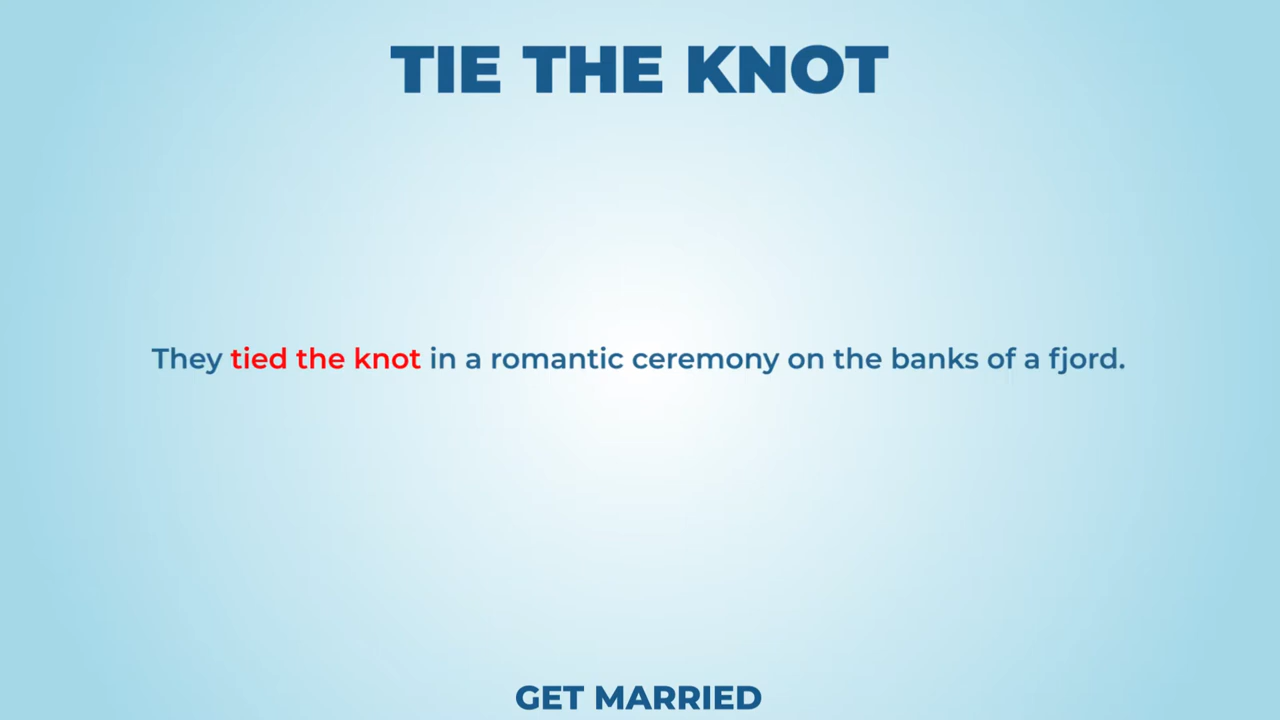 TIE THE KNOT
They tied the knot in a romantic ceremony on the banks of a fjord.
GET MARRIED